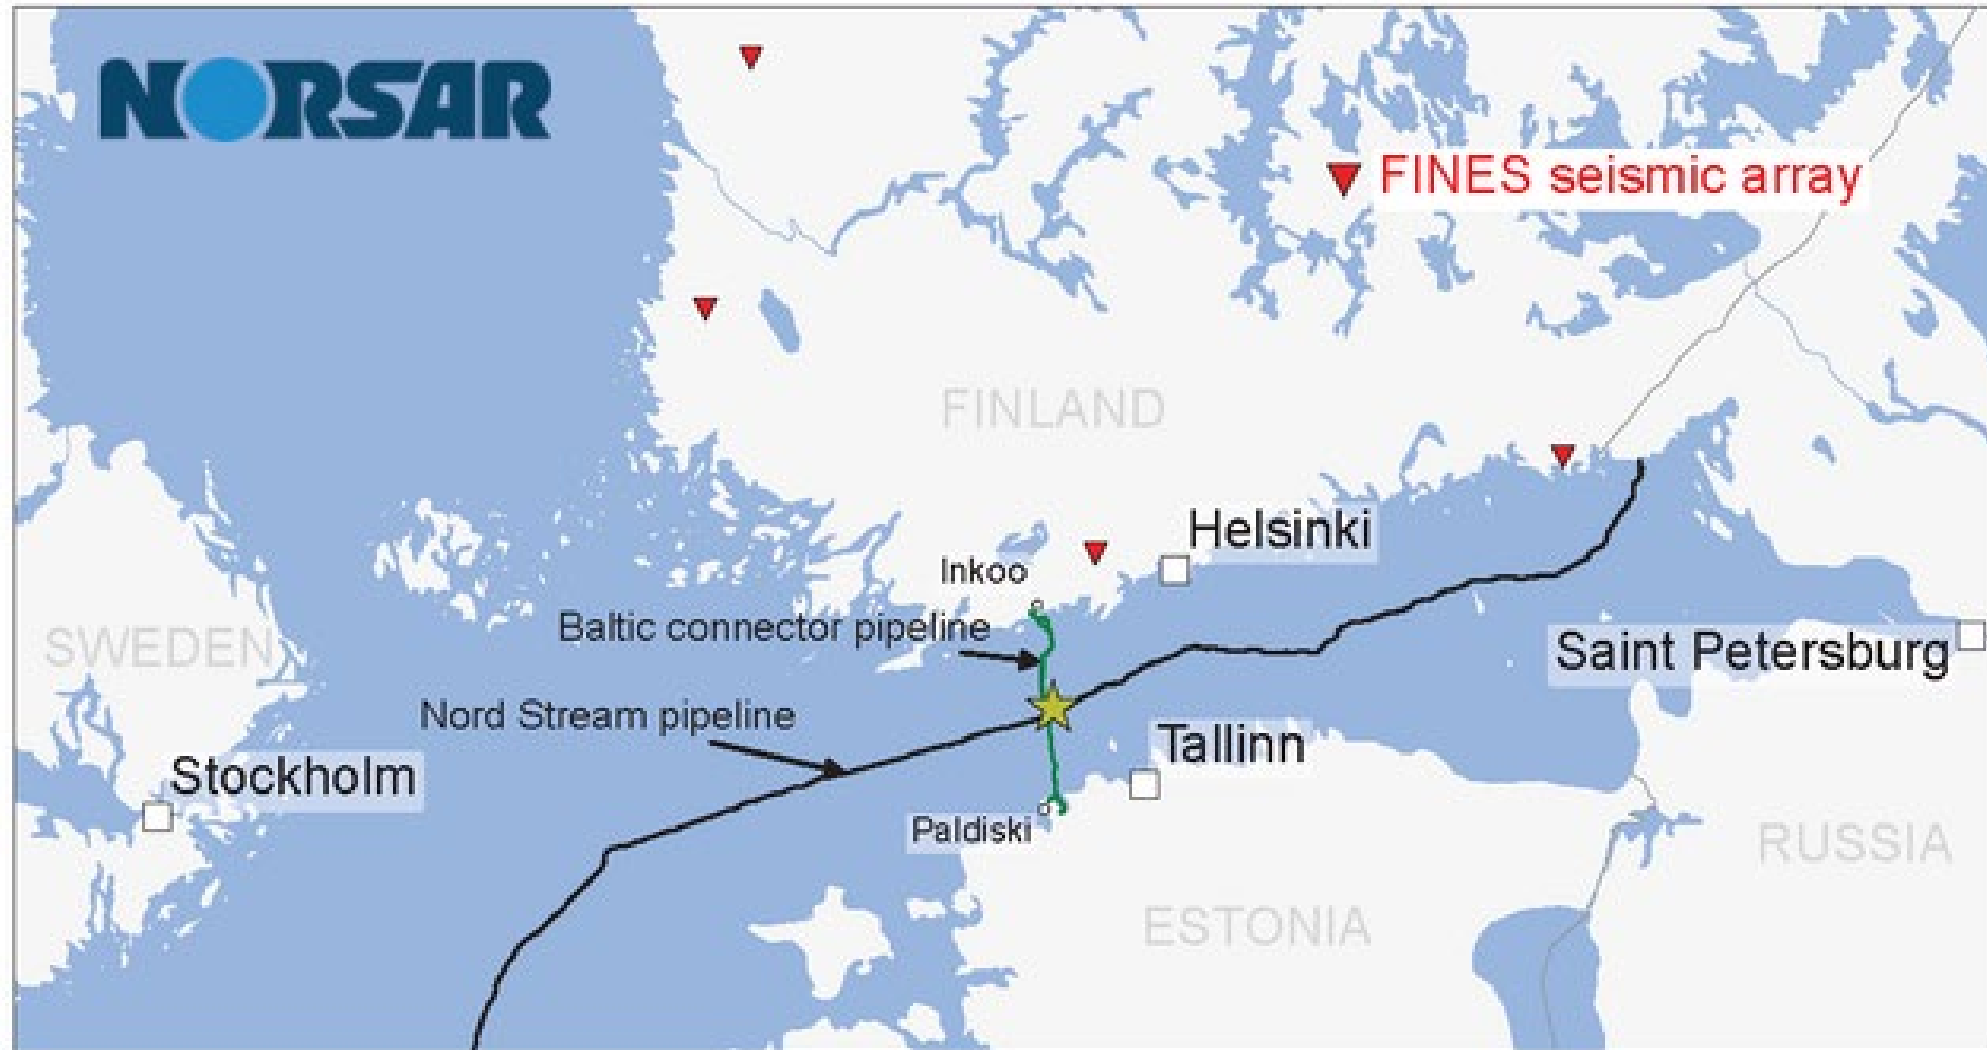 NORSAR
FINES seismic array
FINLAND
Helsinki
Inkoo
Baltic connector pipeline
SWEDEN
Saint Petersburg
Nord Stream pipeline
Tallinn
Stockholm
Paldiski
RUSSIA
ESTONIA